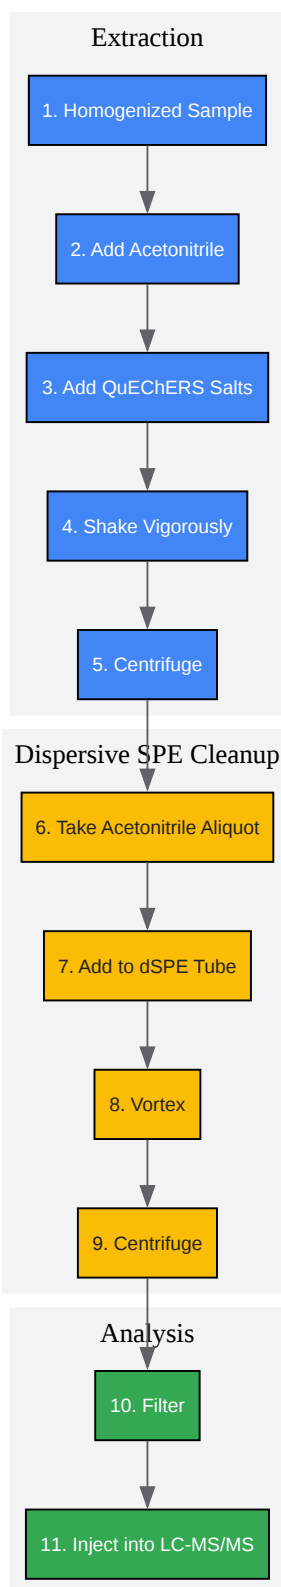 Extraction
1. Homogenized Sample
2. Add Acetonitrile
3. Add QuEChERS Salts
4. Shake Vigorously
5. Centrifuge
Dispersive SPE Cleanup
6. Take Acetonitrile Aliquot
7. Add to dSPE Tube
8. Vortex
9. Centrifuge
Analysis
10. Filter
11. Inject into LC-MS/MS